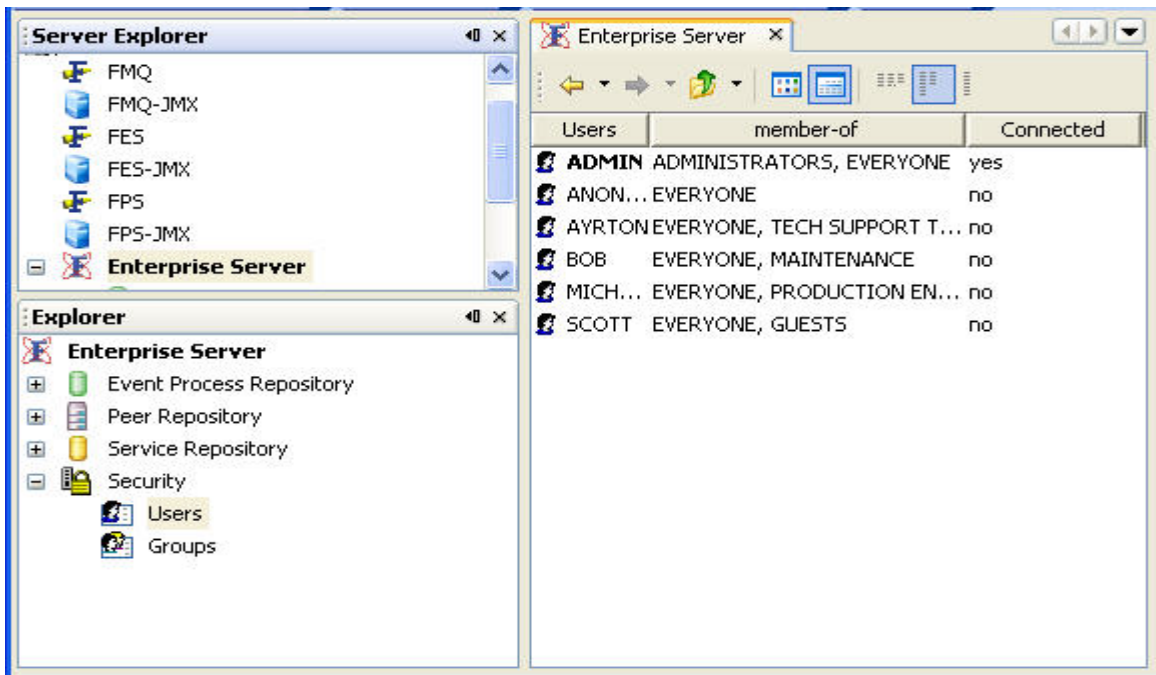 Server Explorer
FMQ
FMQ-JMX
FES
FES-JMX
FPS
FPS-JMX
Enterprise Server
Explorer
Enterprise Server
Event Process Repository
Peer Repository
Service Repository
Security
Users
Groups
Enterprise Server
Users member-of Connected
ADMIN ADMINISTRATORS, EVERYONE yes
ANON... EVERYONE no
AYRTON EVERYONE, TECH SUPPORT T... no
BOB EVERYONE, MAINTENANCE no
MICH... EVERYONE, PRODUCTION EN... no
SCOTT EVERYONE, GUESTS no